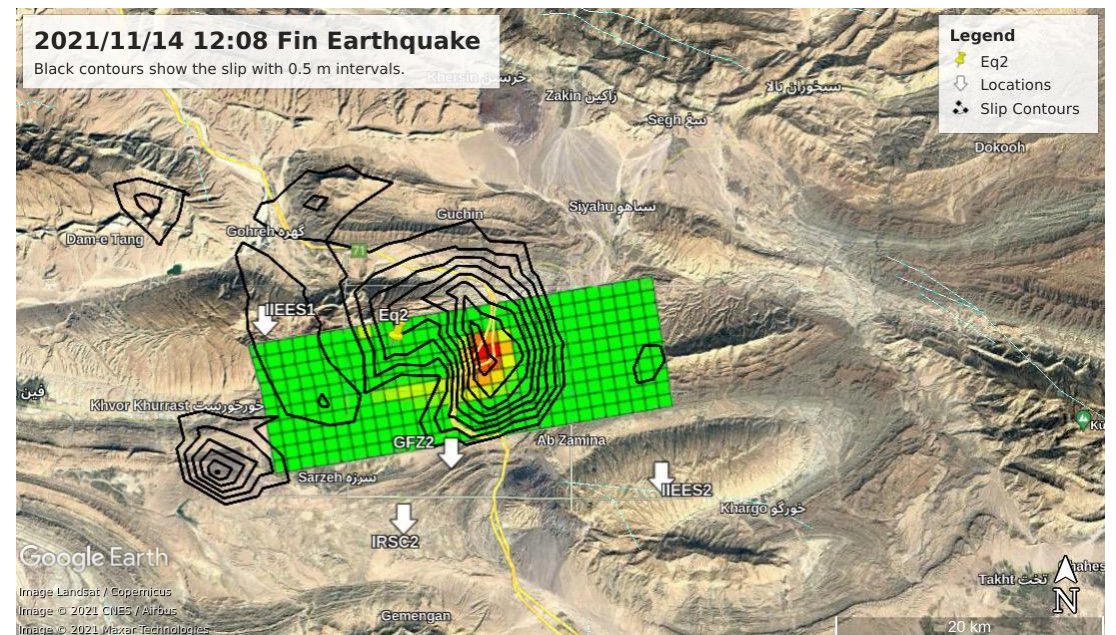 2021/11/14 12:08 Fin Earthquake
Black contours show the slip with 0.5 m intervals.
Legend
Eq2
Locations
Slip Contours
Zakin زاکین
Segh سغ
Dokooh
Siyahu سیاهو
Guchin
Gohreh گهره
Dam-e Tang
71
IIEES1
Eq2
فین
Khvor Khurrast
GFZ2
Ab Zamina
Sarzeh سرزه
IIEES2
Khargo خورگو
IRSC2
Google Earth
Takht تخت
N
Image Landsat / Copernicus
Image © 2021 CNES / Airbus
Image © 2021 Maxar Technologies
Gemengan
20 km